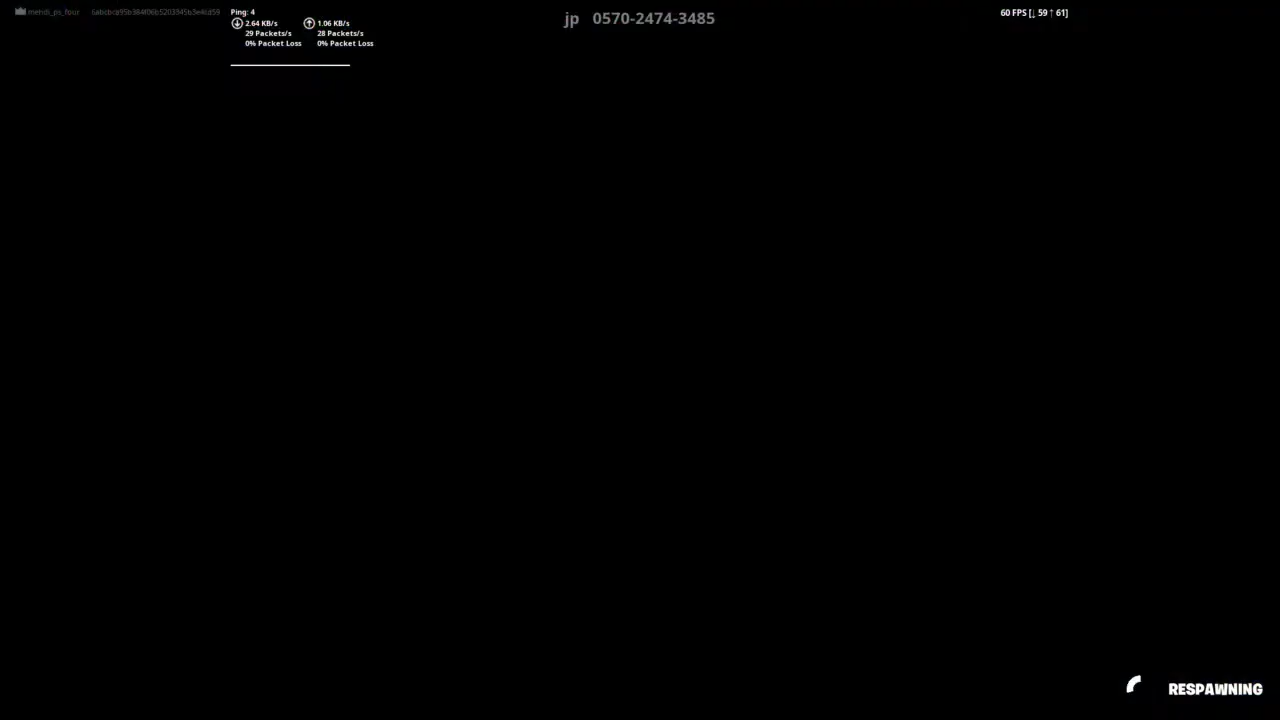 mehdi_ps_four
Ping: 4
2.64 KB/s 1.06 KB/s
29 Packets/s 28 Packets/s
0% Packet Loss 0% Packet Loss
jp 0570-2474-3485
60 FPS [↓ 59 ↑ 61]
RESPAWNING